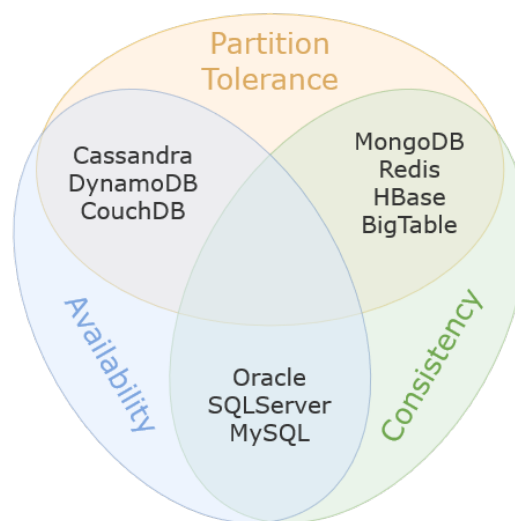 Partition
Tolerance
Cassandra
DynamoDB
CouchDB
MongoDB
Redis
HBase
BigTable
Availability
Consistency
Oracle
SQLServer
MySQL